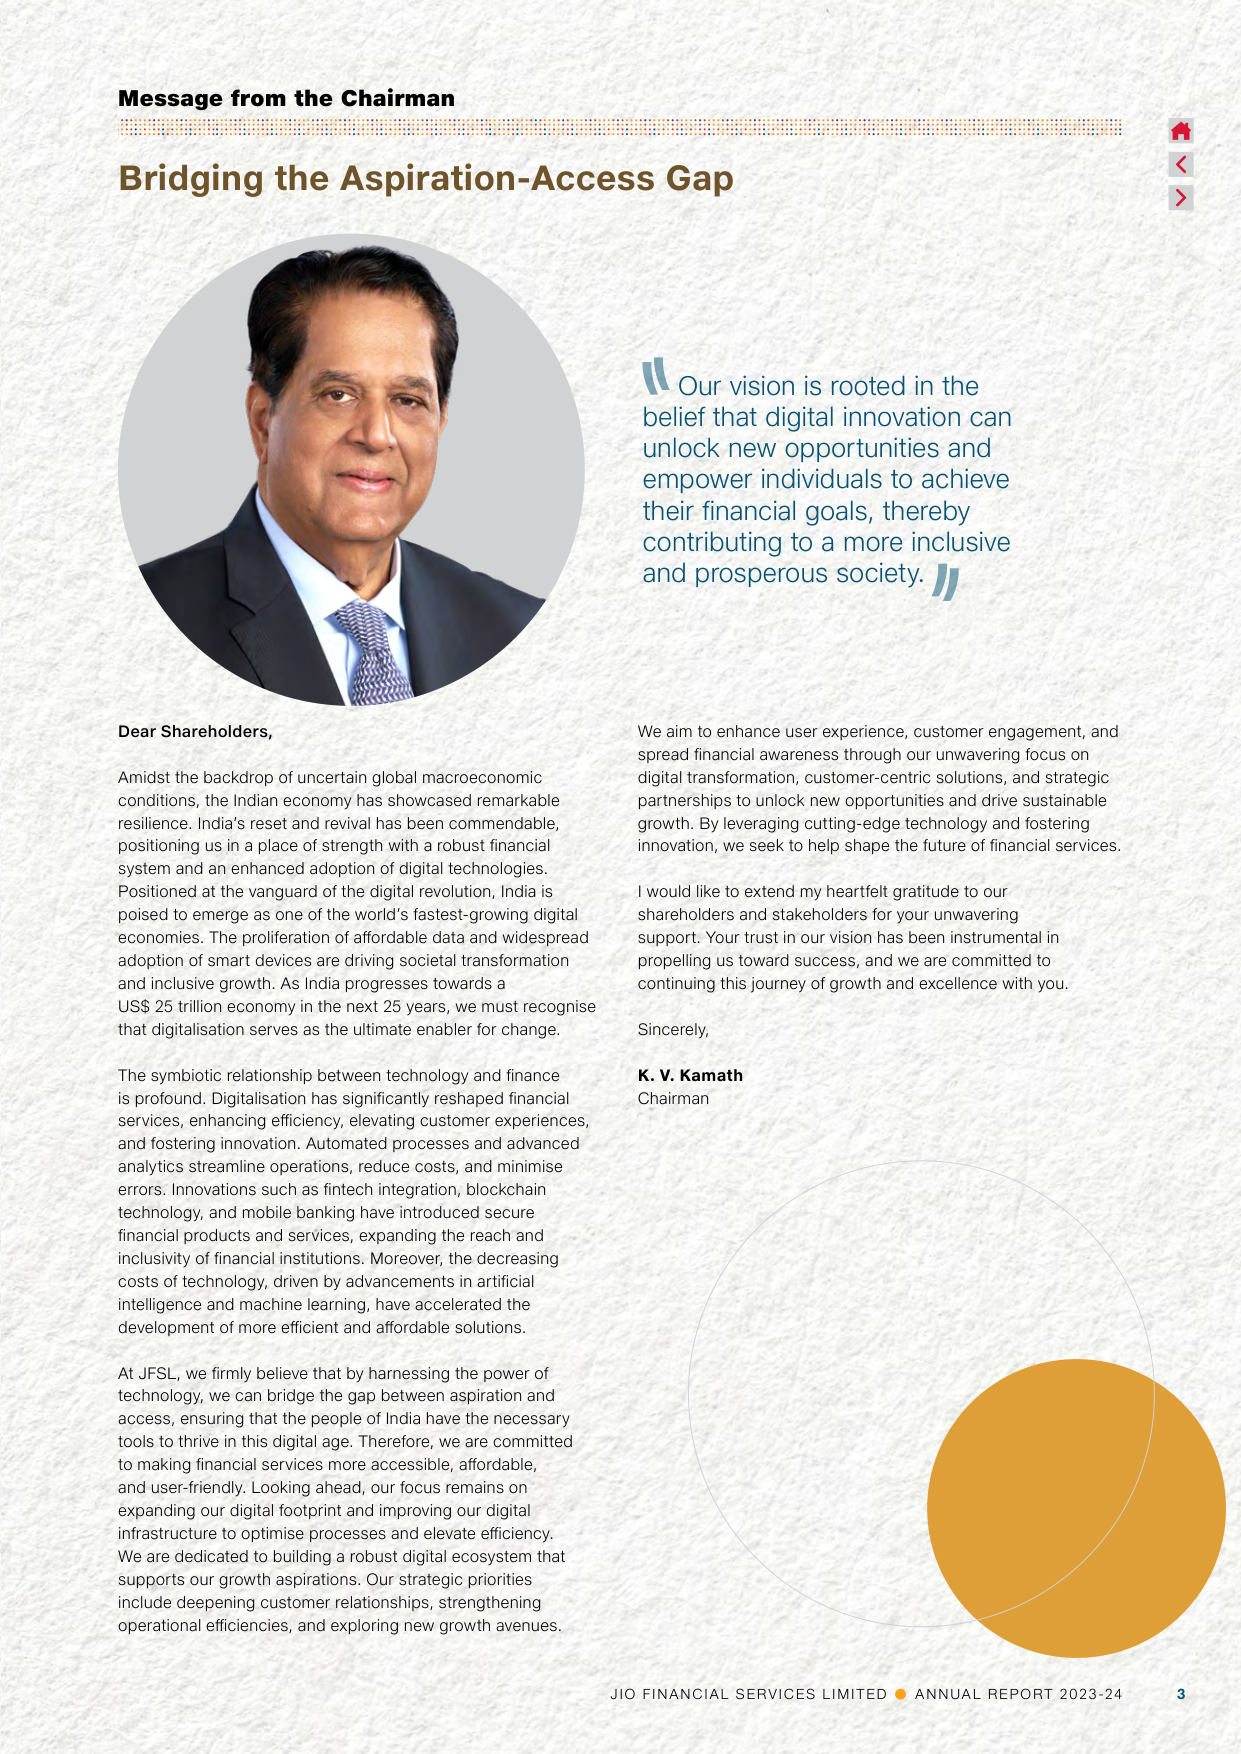 Message from the Chairman
Bridging the Aspiration-Access Gap
Our vision is rooted in the
belief that digital innovation can
unlock new opportunities and
empower individuals to achieve
their financial goals, thereby
contributing to a more inclusive
and prosperous society.
Dear Shareholders,
Amidst the backdrop of uncertain global macroeconomic
conditions, the Indian economy has showcased remarkable
resilience. India's reset and revival has been commendable,
positioning us in a place of strength with a robust financial
system and an enhanced adoption of digital technologies.
Positioned at the vanguard of the digital revolution, India is
poised to emerge as one of the world's fastest-growing digital
economies. The proliferation of affordable data and widespread
adoption of smart devices are driving societal transformation
and inclusive growth. As India progresses towards a
US$ 25 trillion economy in the next 25 years, we must recognise
that digitalisation serves as the ultimate enabler for change.
The symbiotic relationship between technology and finance
is profound. Digitalisation has significantly reshaped financial
services, enhancing efficiency, elevating customer experiences,
and fostering innovation. Automated processes and advanced
analytics streamline operations, reduce costs, and minimise
errors. Innovations such as fintech integration, blockchain
technology, and mobile banking have introduced secure
financial products and services, expanding the reach and
inclusivity of financial institutions. Moreover, the decreasing
costs of technology, driven by advancements in artificial
intelligence and machine learning, have accelerated the
development of more efficient and affordable solutions.
At JFSL, we firmly believe that by harnessing the power of
technology, we can bridge the gap between aspiration and
access, ensuring that the people of India have the necessary
tools to thrive in this digital age. Therefore, we are committed
to making financial services more accessible, affordable,
and user-friendly. Looking ahead, our focus remains on
expanding our digital footprint and improving our digital
infrastructure to optimise processes and elevate efficiency.
We are dedicated to building a robust digital ecosystem that
supports our growth aspirations. Our strategic priorities
include deepening customer relationships, strengthening
operational efficiencies, and exploring new growth avenues.
We aim to enhance user experience, customer engagement, and
spread financial awareness through our unwavering focus on
digital transformation, customer-centric solutions, and strategic
partnerships to unlock new opportunities and drive sustainable
growth. By leveraging cutting-edge technology and fostering
innovation, we seek to help shape the future of financial services.
I would like to extend my heartfelt gratitude to our
shareholders and stakeholders for your unwavering
support. Your trust in our vision has been instrumental in
propelling us toward success, and we are committed to
continuing this journey of growth and excellence with you.
Sincerely,
K. V. Kamath
Chairman
JIO FINANCIAL SERVICES LIMITED ● ANNUAL REPORT 2023-24 3